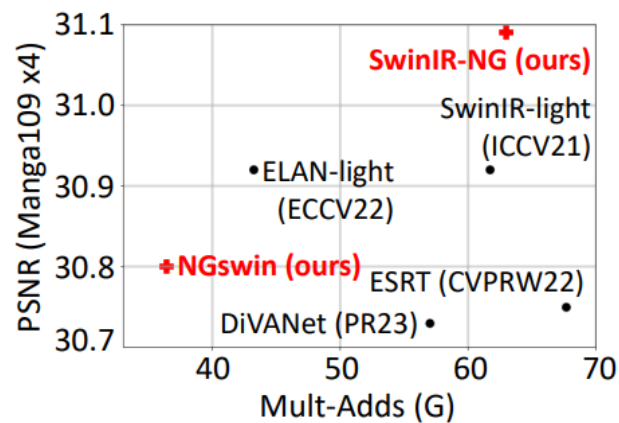 PSNR (Manga109 x4)
31.1
31.0
30.9
30.8
30.7
SwinIR-NG (ours)
SwinIR-light
(ICCV21)
ELAN-light
(ECCV22)
NGswin (ours)
ESRT (CVPRW22)
DiVANet (PR23)
40
50
60
70
Mult-Adds (G)